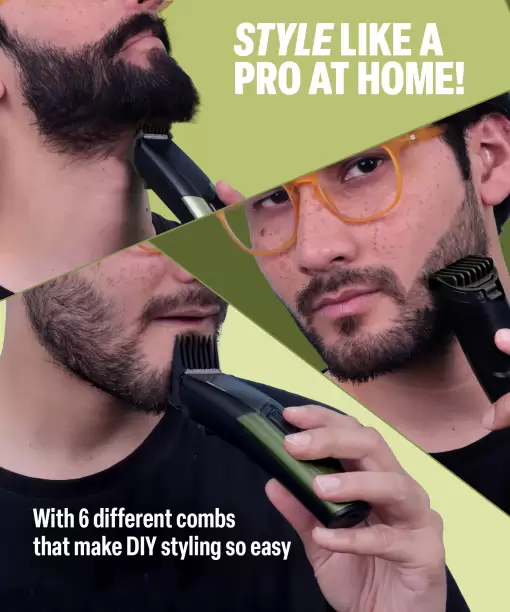 STYLE LIKE A
PRO AT HOME!
With 6 different combs
that make DIY styling so easy